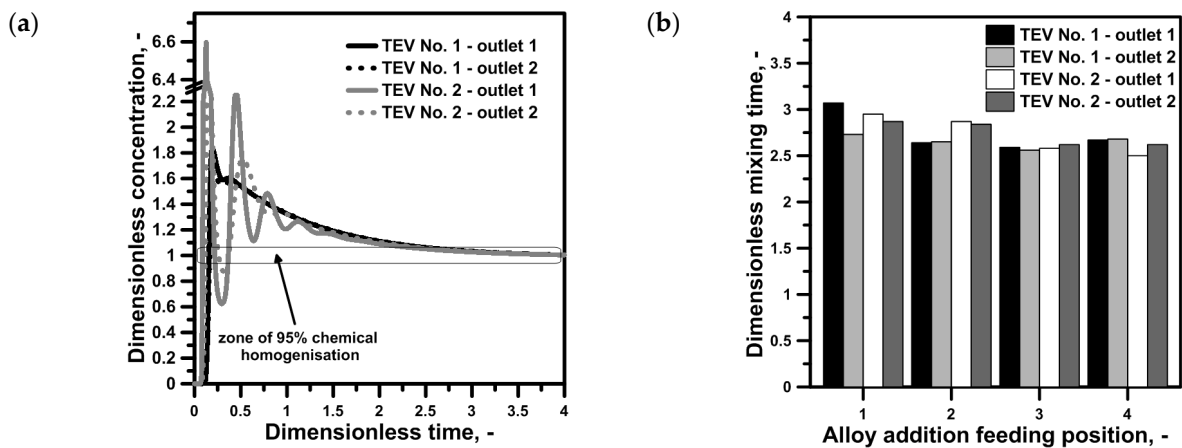 (a)
Dimensionless concentration, -
6.6
6.4
2.2
2
1.8
1.6
1.4
1.2
1
0.8
0.6
0.4
0.2
0
TEV No. 1 - outlet 1
TEV No. 1 - outlet 2
TEV No. 2 - outlet 1
TEV No. 2 - outlet 2
zone of 95% chemical
homogenisation
0 0.5 1 1.5 2 2.5 3 3.5 4
Dimensionless time, -
(b)
Dimensionless mixing time, -
4
3.5
3
2.5
2
1.5
1
0.5
0
TEV No. 1 - outlet 1
TEV No. 1 - outlet 2
TEV No. 2 - outlet 1
TEV No. 2 - outlet 2
1 2 3 4
Alloy addition feeding position, -